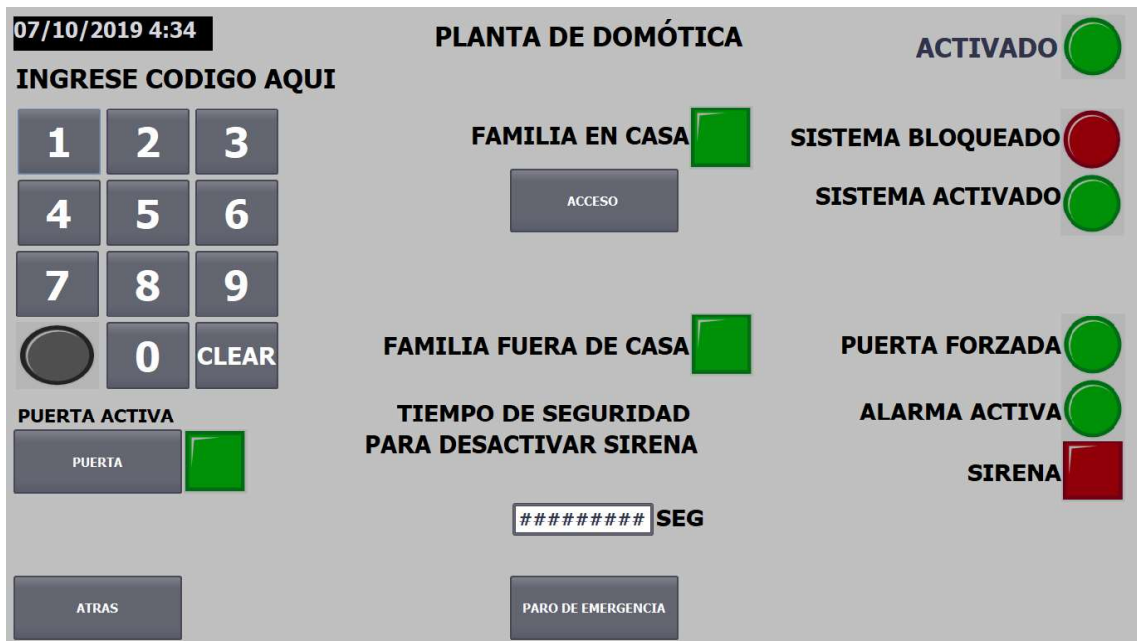 07/10/2019 4:34
PLANTA DE DOMÓTICA
ACTIVADO
INGRESE CODIGO AQUI
1 2 3
4 5 6
7 8 9
0 CLEAR
PUERTA ACTIVA
PUERTA
ATRAS
FAMILIA EN CASA
ACCESO
FAMILIA FUERA DE CASA
TIEMPO DE SEGURIDAD
PARA DESACTIVAR SIRENA
######### SEG
PARO DE EMERGENCIA
SISTEMA BLOQUEADO
SISTEMA ACTIVADO
PUERTA FORZADA
ALARMA ACTIVA
SIRENA